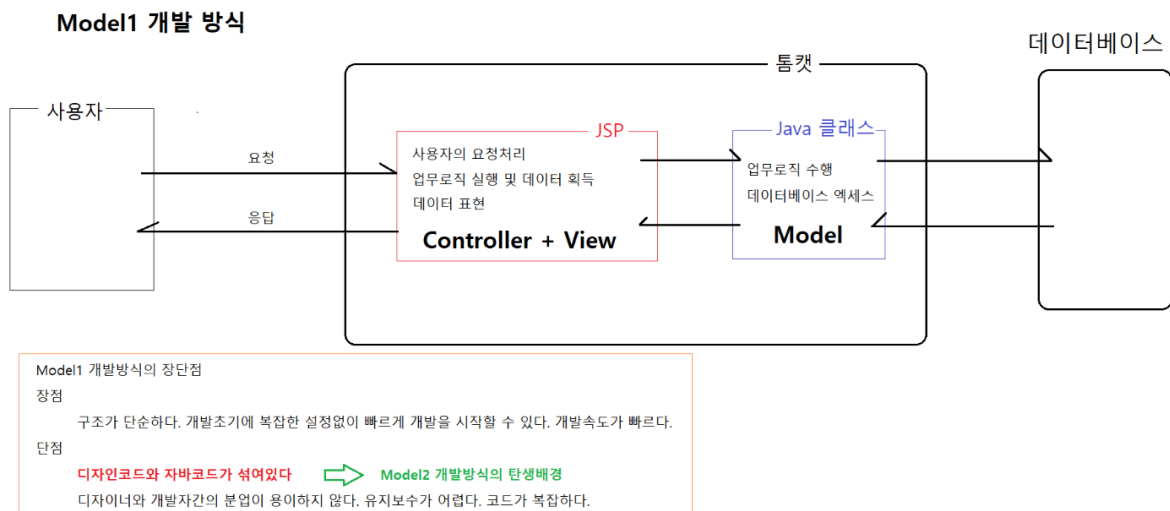 Model1 개발 방식
데이터베이스
톰캣
사용자
JSP
Java 클래스
요청
사용자의 요청처리
업무로직 실행 및 데이터 획득
데이터 표현
Controller + View
업무로직 수행
데이터베이스 엑세스
Model
응답
Model1 개발방식의 장단점
장점
구조가 단순하다. 개발초기에 복잡한 설정없이 빠르게 개발을 시작할 수 있다. 개발속도가 빠르다.
단점
디자인코드와 자바코드가 섞여있다 Model2 개발방식의 탄생배경
디자이너와 개발자간의 분업이 용이하지 않다. 유지보수가 어렵다. 코드가 복잡하다.